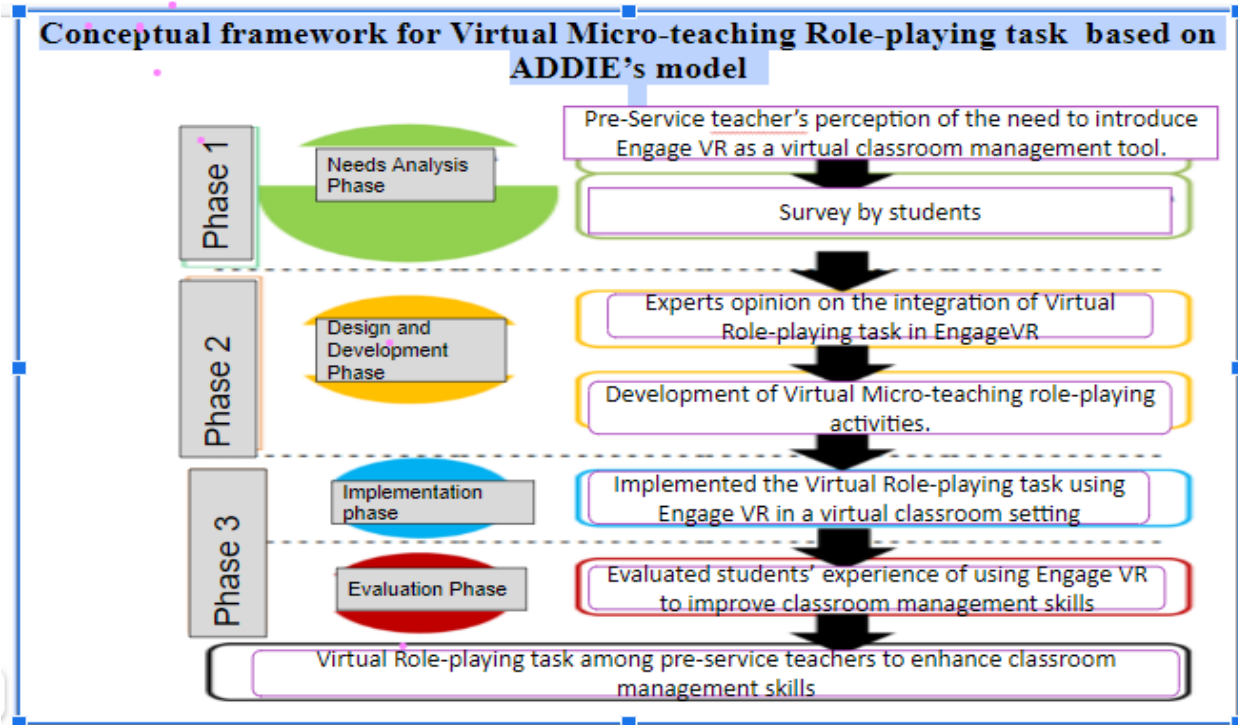 Conceptual framework for Virtual Micro-teaching Role-playing task based on
ADDIE's model
Phase 1
Needs Analysis
Phase
Pre-Service teacher's perception of the need to introduce
Engage VR as a virtual classroom management tool.
Survey by students
Phase 2
Design and
Development
Phase
Experts opinion on the integration of Virtual
Role-playing task in EngageVR
Development of Virtual Micro-teaching role-playing
activities.
Phase 3
Implementation
phase
Implemented the Virtual Role-playing task using
Engage VR in a virtual classroom setting
Evaluation Phase
Evaluated students' experience of using Engage VR
to improve classroom management skills
Virtual Role-playing task among pre-service teachers to enhance classroom
management skills